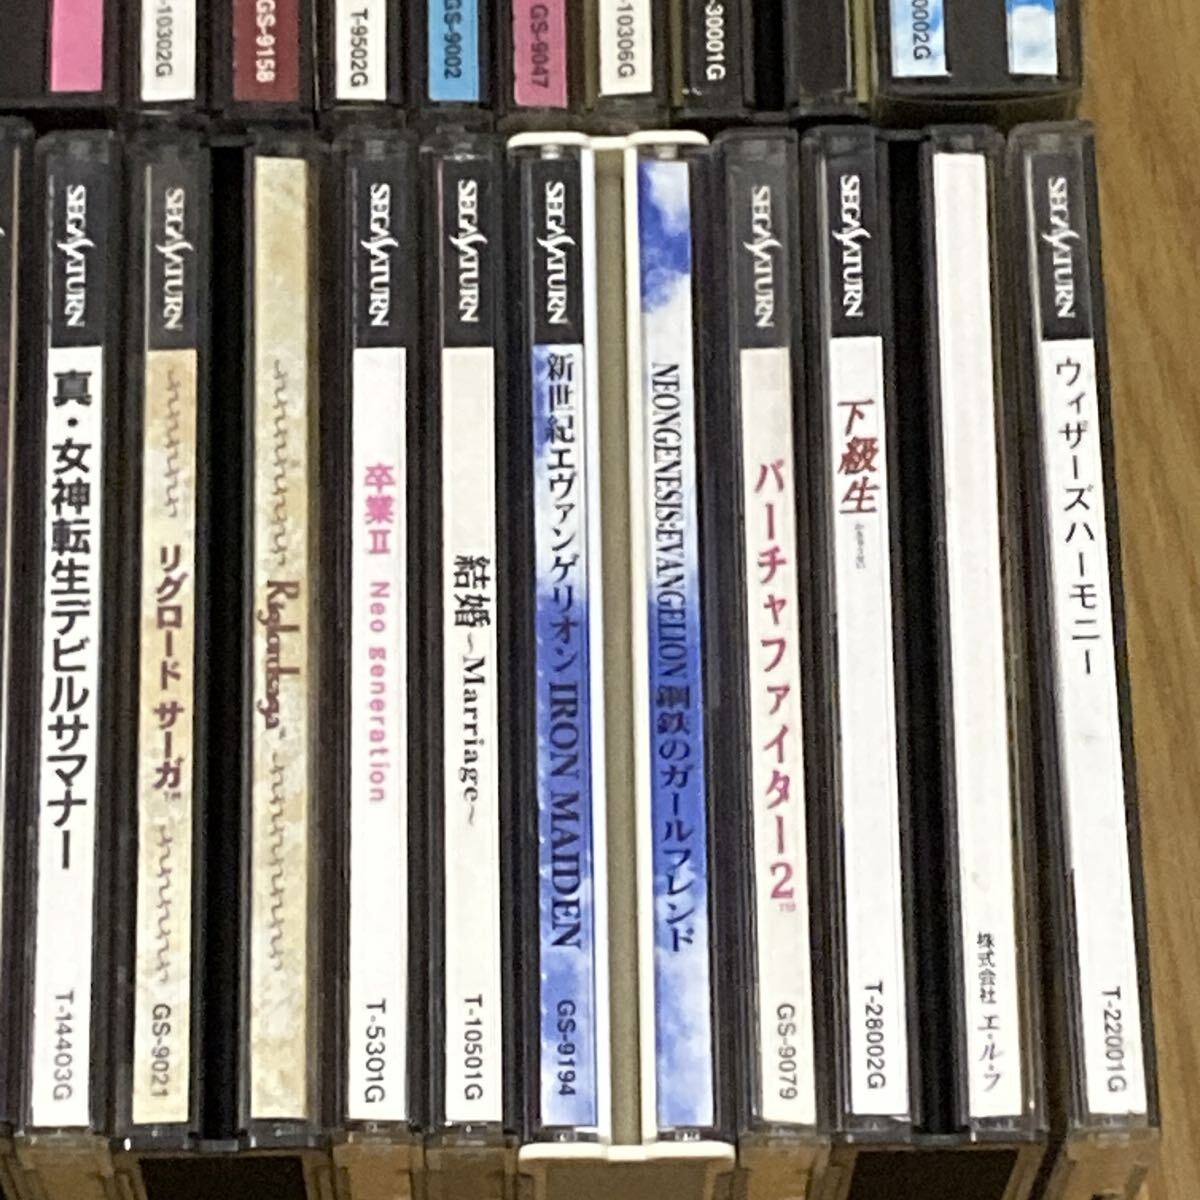 -10302G
GS-9158
T-9502G
GS-9002
GS-9047
-10306G
-30001G
0002G
SEGA SATURN
真・女神転生デビルサマナー
T-14403G
SEGA SATURN
リグロード サーガ™
GS-9021
Riglordsaga
SEGA SATURN
卒業Ⅱ Neo generation
T-5301G
SEGA SATURN
結婚~Marriage~
T-10501G
SEGA SATURN
新世紀エヴァンゲリオン IRON MAIDEN
GS-9194
NEONGENESIS:EVANGELION 鋼鉄のガールフレンド
SEGA SATURN
バーチャファイター2™
GS-9079
SEGA SATURN
下級生
T-28002G
株式会社 エ・ル・フ
SEGA SATURN
ウィザーズハーモニー
T-22001G